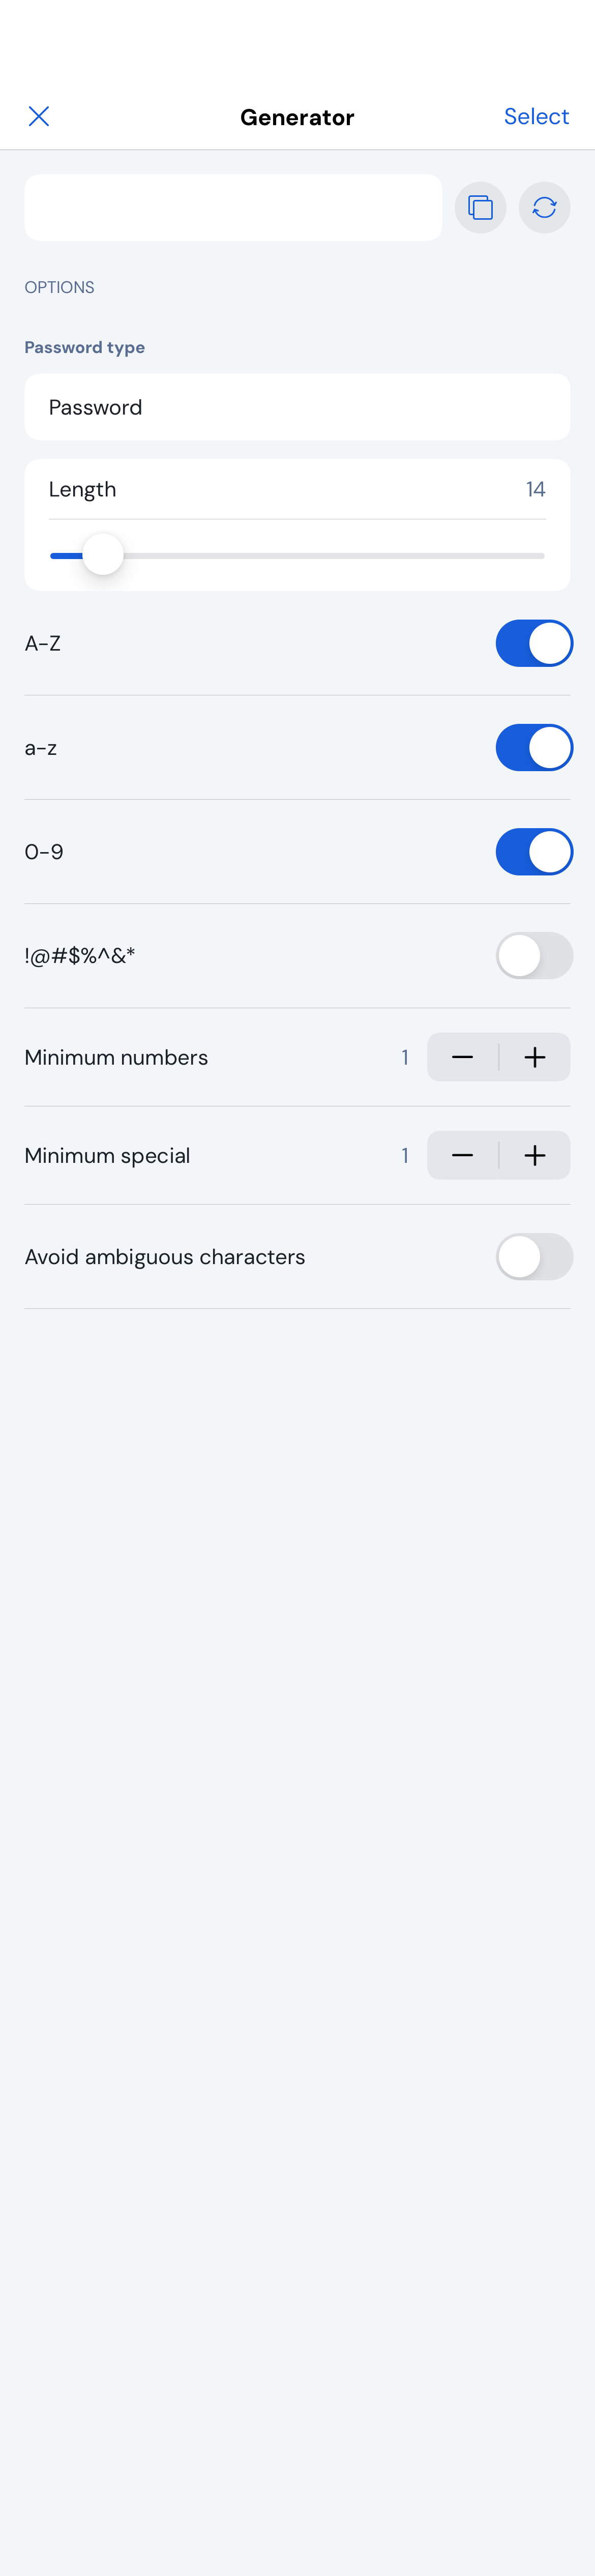 Generator
Select
OPTIONS
Password type
Password
Length 14
A-Z
a-z
0-9
!@#$%^&*
Minimum numbers 1
Minimum special 1
Avoid ambiguous characters